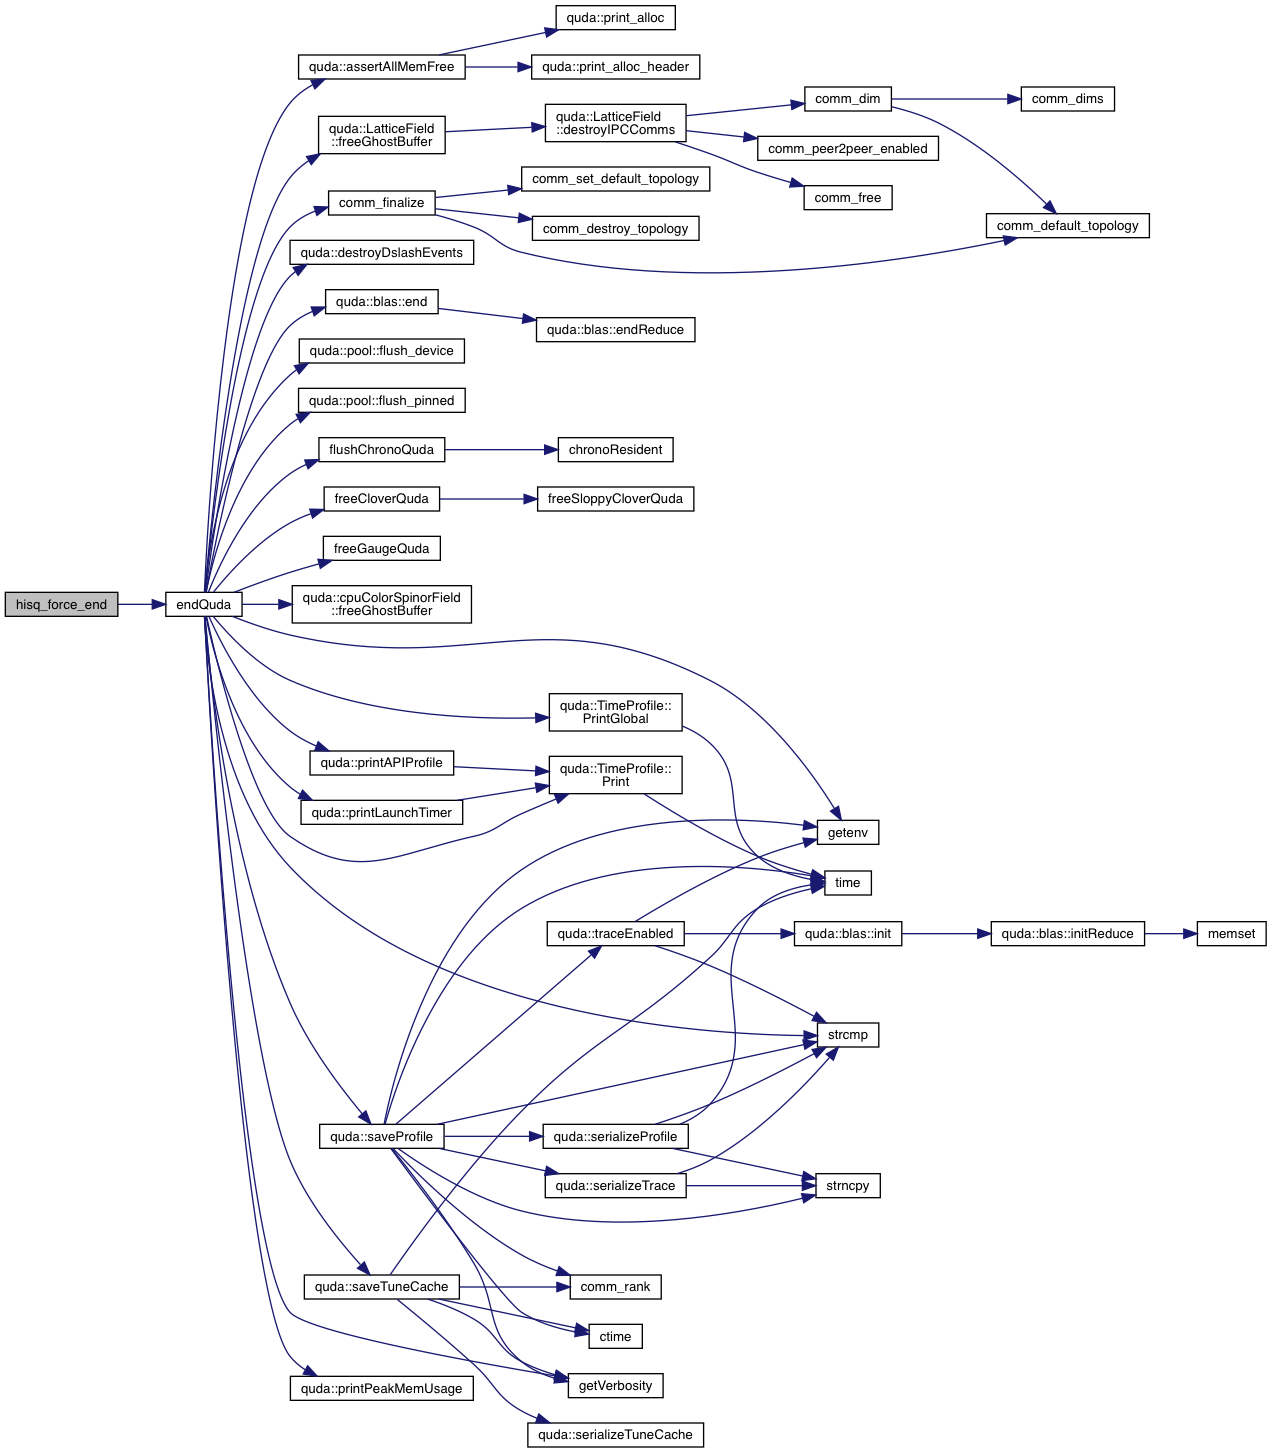 quda::print_alloc
quda::assertAllMemFree
quda::print_alloc_header
comm_dim
comm_dims
quda::LatticeField
::destroyIPCComms
quda::LatticeField
::freeGhostBuffer
comm_peer2peer_enabled
comm_set_default_topology
comm_free
comm_finalize
comm_destroy_topology
comm_default_topology
quda::destroyDslashEvents
quda::blas::end
quda::blas::endReduce
quda::pool::flush_device
quda::pool::flush_pinned
flushChronoQuda
chronoResident
freeCloverQuda
freeSloppyCloverQuda
freeGaugeQuda
hisq_force_end
endQuda
quda::cpuColorSpinorField
::freeGhostBuffer
quda::TimeProfile::
PrintGlobal
quda::printAPIProfile
quda::TimeProfile::
Print
quda::printLaunchTimer
getenv
time
quda::traceEnabled
quda::blas::init
quda::blas::initReduce
memset
strcmp
quda::saveProfile
quda::serializeProfile
quda::serializeTrace
strncpy
quda::saveTuneCache
comm_rank
ctime
quda::printPeakMemUsage
getVerbosity
quda::serializeTuneCache